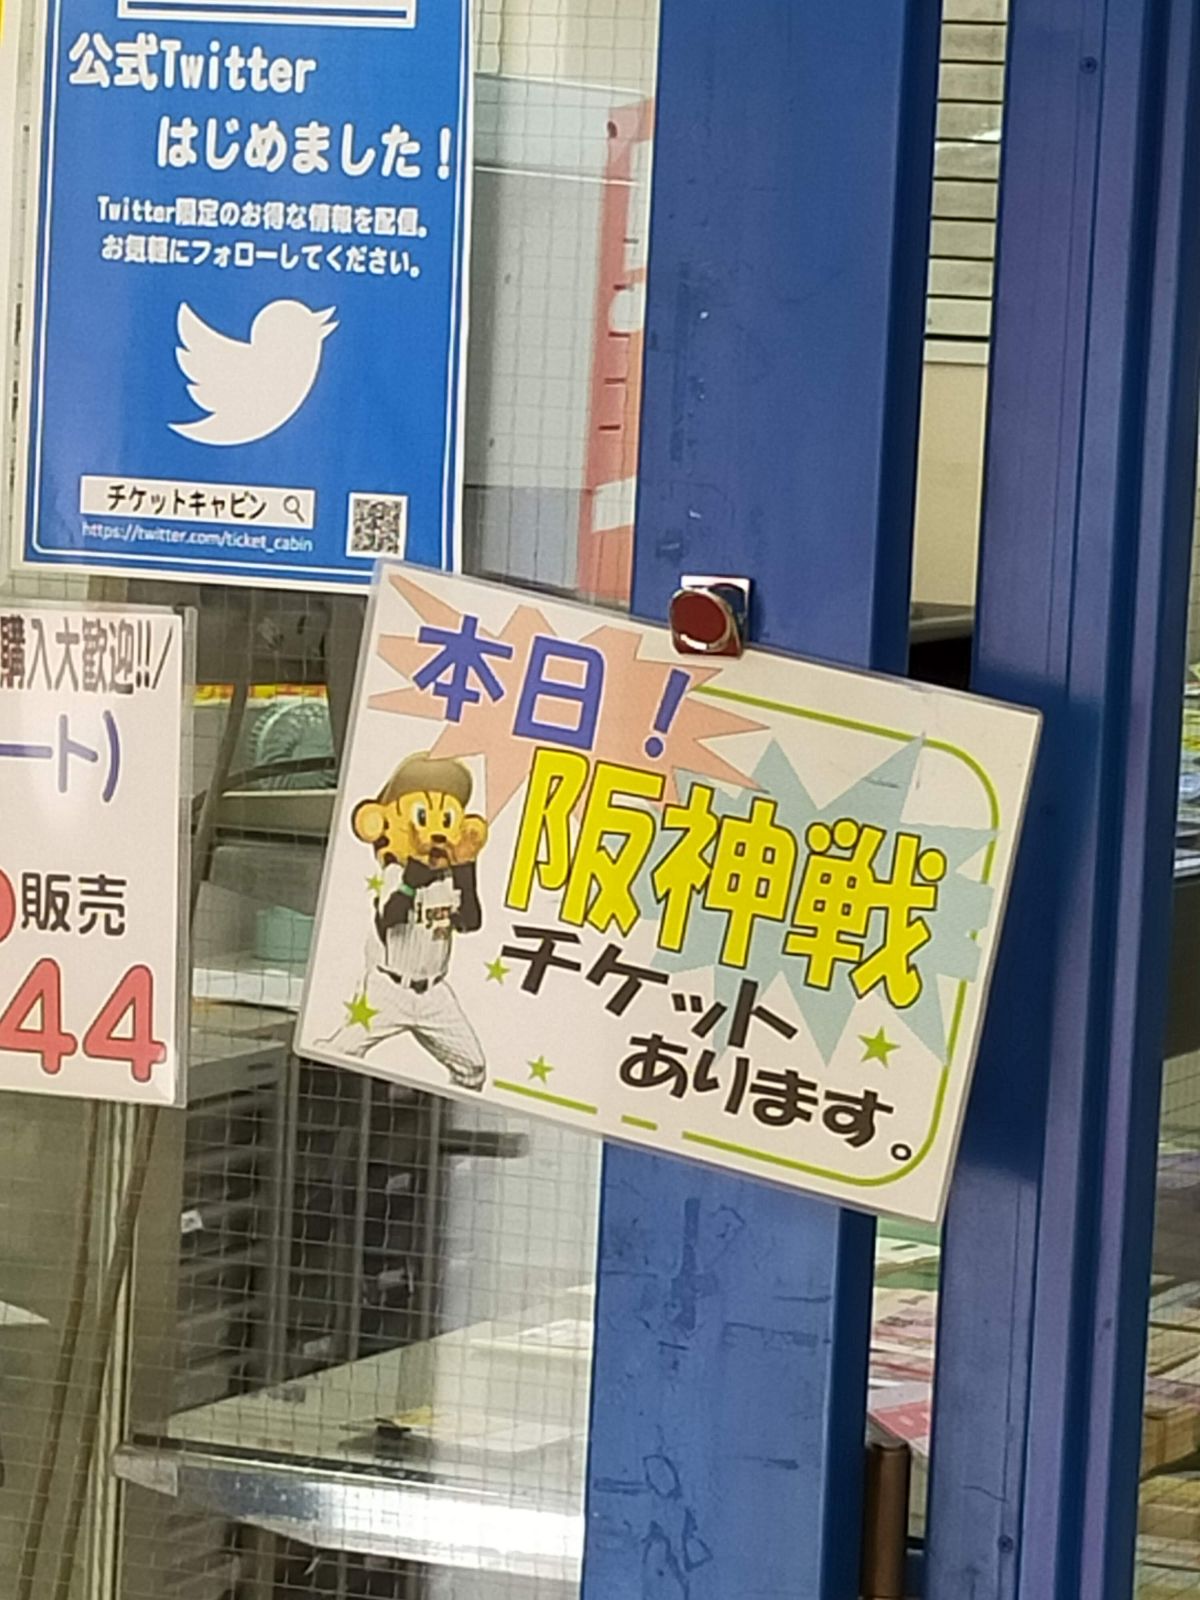 公式Twitter
はじめました!
Twitter限定のお得な情報を配信。
お気軽にフォローしてください。
チケットキャビン
https://twitter.com/ticket_cabin
購入大歓迎!!/
ート)
販売
44
本日!
阪神戦
チケット
あります。
Tigers